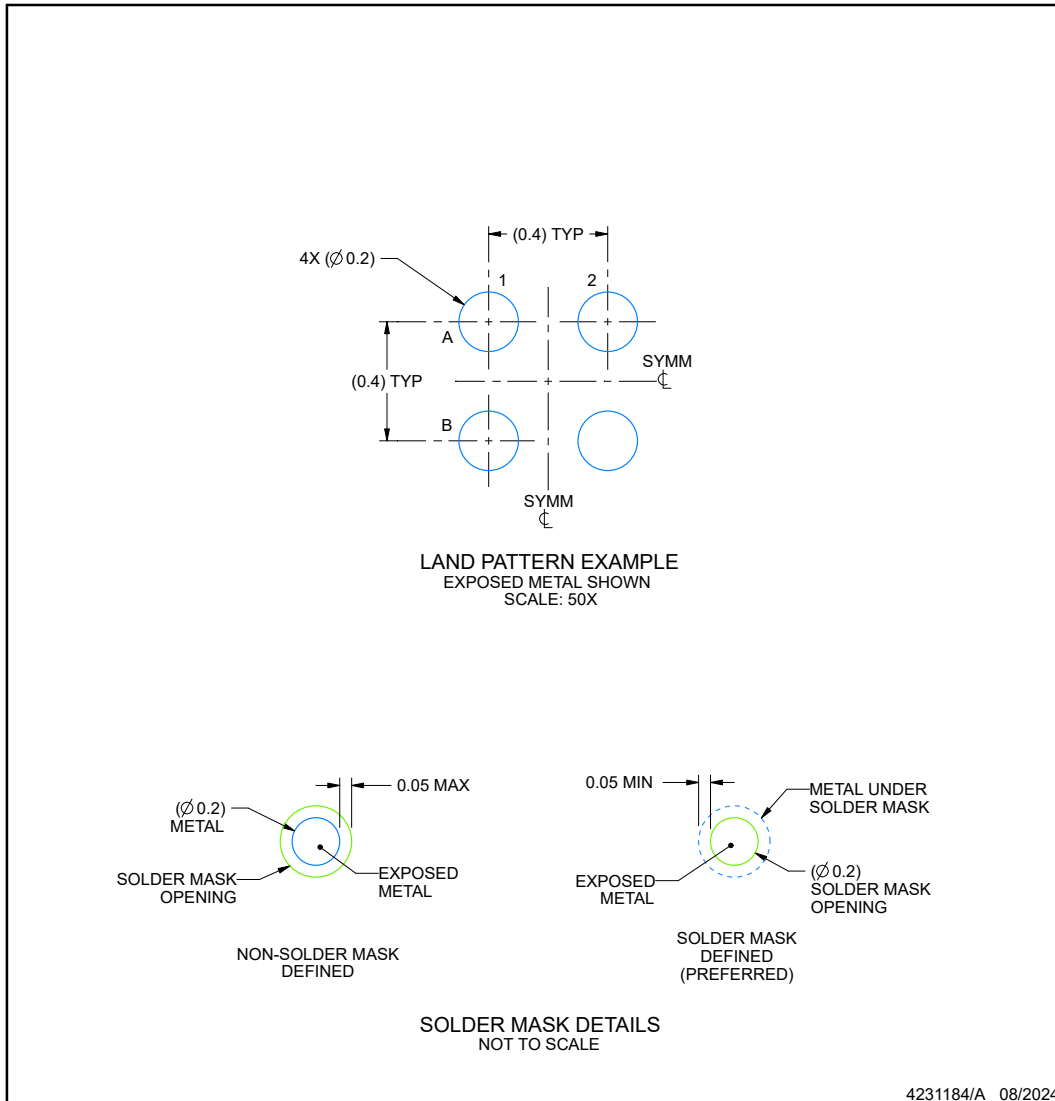 (0.4) TYP
4X (∅ 0.2)
1
2
A
SYMM
℄
(0.4) TYP
B
SYMM
℄
LAND PATTERN EXAMPLE
EXPOSED METAL SHOWN
SCALE: 50X
0.05 MAX
(∅ 0.2)
METAL
SOLDER MASK
OPENING
EXPOSED
METAL
NON-SOLDER MASK
DEFINED
0.05 MIN
METAL UNDER
SOLDER MASK
EXPOSED
METAL
(∅ 0.2)
SOLDER MASK
OPENING
SOLDER MASK
DEFINED
(PREFERRED)
SOLDER MASK DETAILS
NOT TO SCALE
4231184/A 08/2024